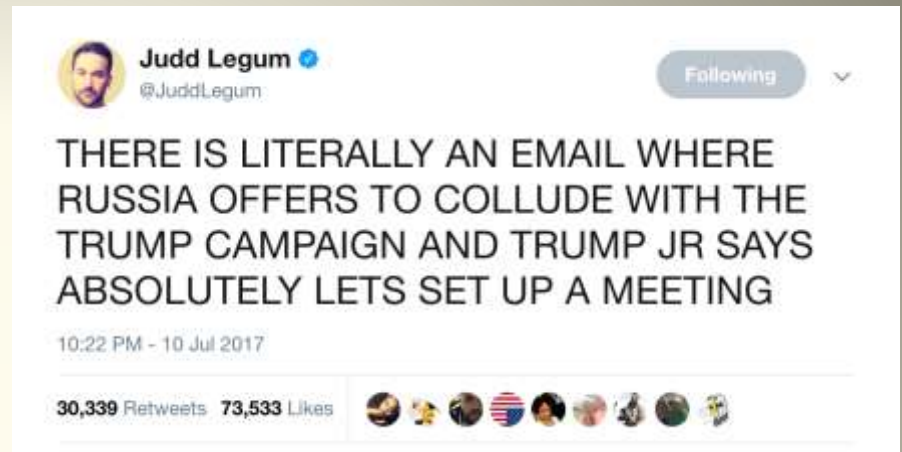 Judd Legum
@JuddLegum
Following
THERE IS LITERALLY AN EMAIL WHERE
RUSSIA OFFERS TO COLLUDE WITH THE
TRUMP CAMPAIGN AND TRUMP JR SAYS
ABSOLUTELY LETS SET UP A MEETING
10:22 PM - 10 Jul 2017
30,339 Retweets 73,533 Likes